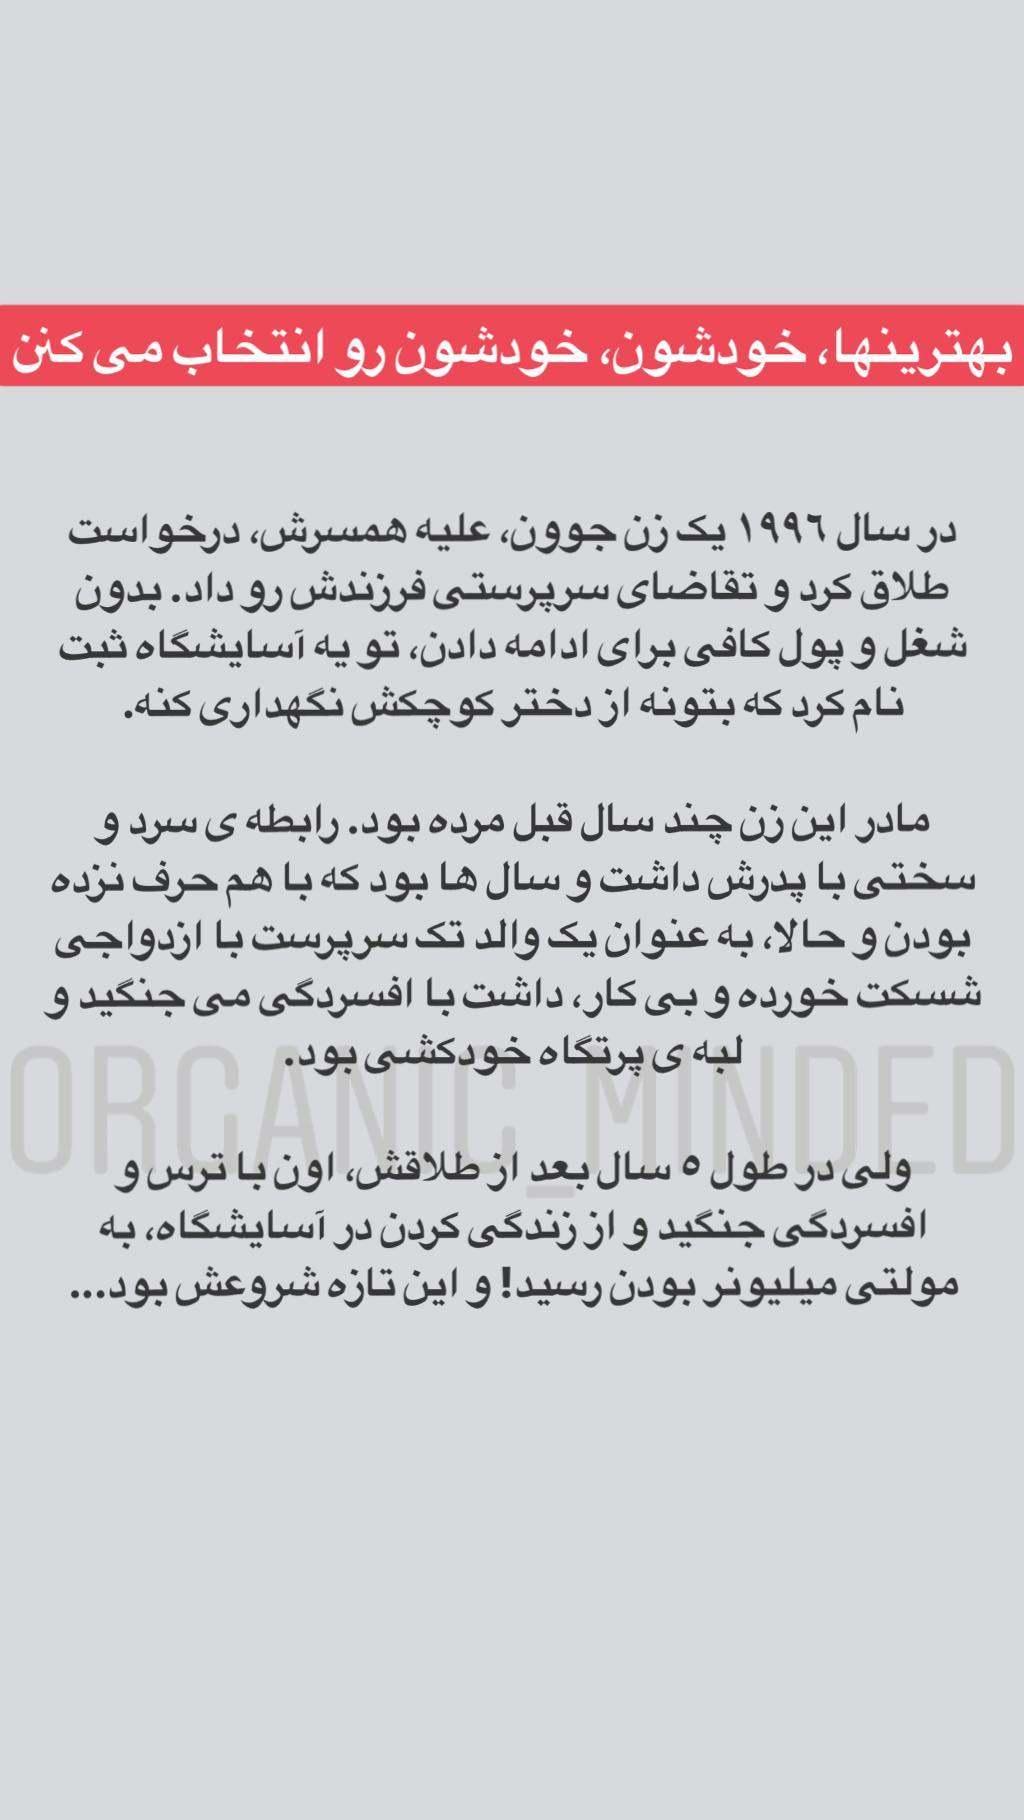 بهترینها، خودشون، خودشون رو انتخاب می کنن
در سال ۱۹۹٦ یک زن جوون، علیه همسرش، درخواست
طلاق کرد و تقاضای سرپرستی فرزندش رو داد. بدون
شغل و پول کافی برای ادامه دادن، تو یه آسایشگاه ثبت
نام کرد که بتونه از دختر کوچکش نگهداری کنه.
مادر این زن چند سال قبل مرده بود. رابطه ی سرد و
سختی با پدرش داشت و سال ها بود که با هم حرف نزده
بودن و حالا، به عنوان یک والد تک سرپرست با ازدواجی
شسکت خورده و بی کار، داشت با افسردگی می جنگید و
لبه ی پرتگاه خودکشی بود.
ORGANIC_MINDED
ولی در طول ٥ سال بعد از طلاقش، اون با ترس و
افسردگی جنگید و از زندگی کردن در آسایشگاه، به
مولتی میلیونر بودن رسید! و این تازه شروعش بود...